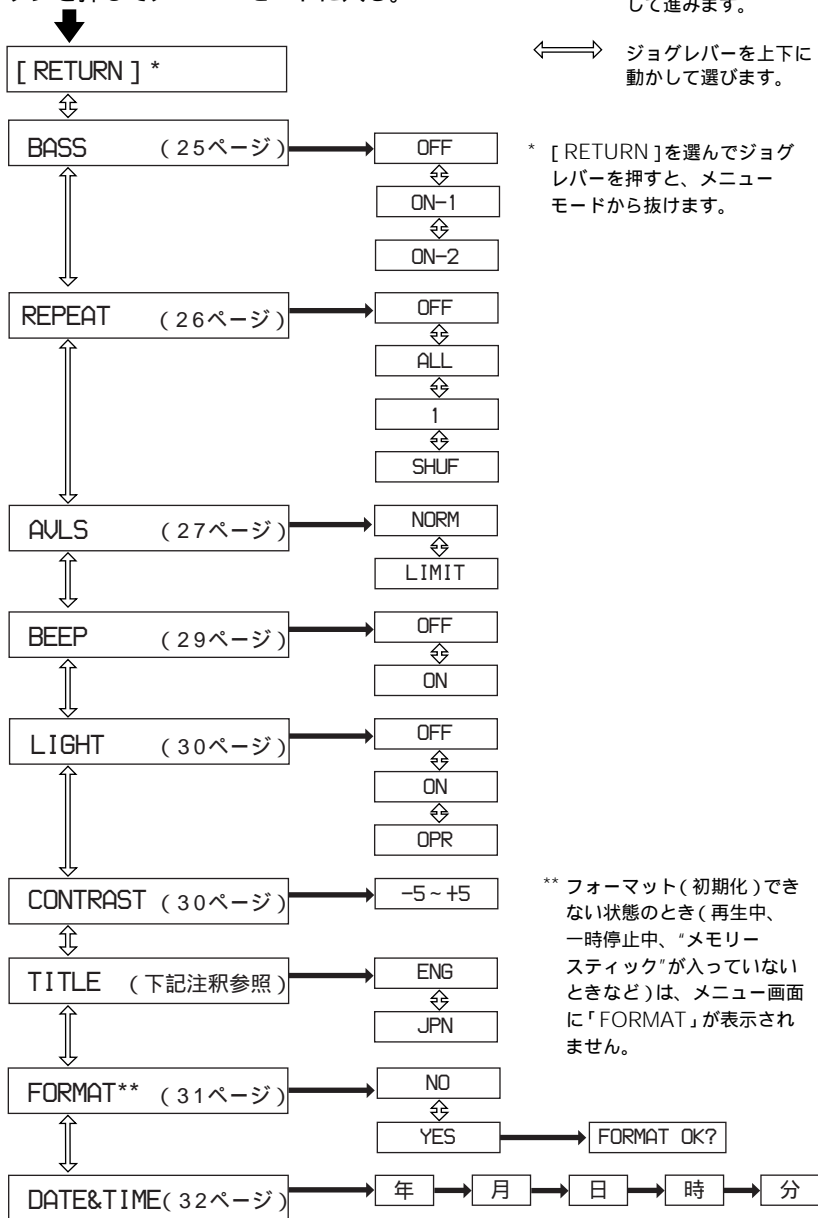 して進みます。
ジョグレバーを上下に
動かして選びます。
[ RETURN ] *
BASS (25ページ)
OFF
ON-1
ON-2
* [ RETURN ]を選んでジョグ
レバーを押すと、メニュー
モードから抜けます。
REPEAT (26ページ)
OFF
ALL
1
SHUF
AVLS (27ページ)
NORM
LIMIT
BEEP (29ページ)
OFF
ON
LIGHT (30ページ)
OFF
ON
OPR
CONTRAST (30ページ)
-5~+5
TITLE (下記注釈参照)
ENG
JPN
** フォーマット(初期化)でき
ない状態のとき(再生中、
一時停止中、"メモリー
スティック"が入っていない
ときなど)は、メニュー画面
に「FORMAT」が表示され
ません。
FORMAT** (31ページ)
NO
YES
FORMAT OK?
DATE&TIME(32ページ)
年 月 日 時 分